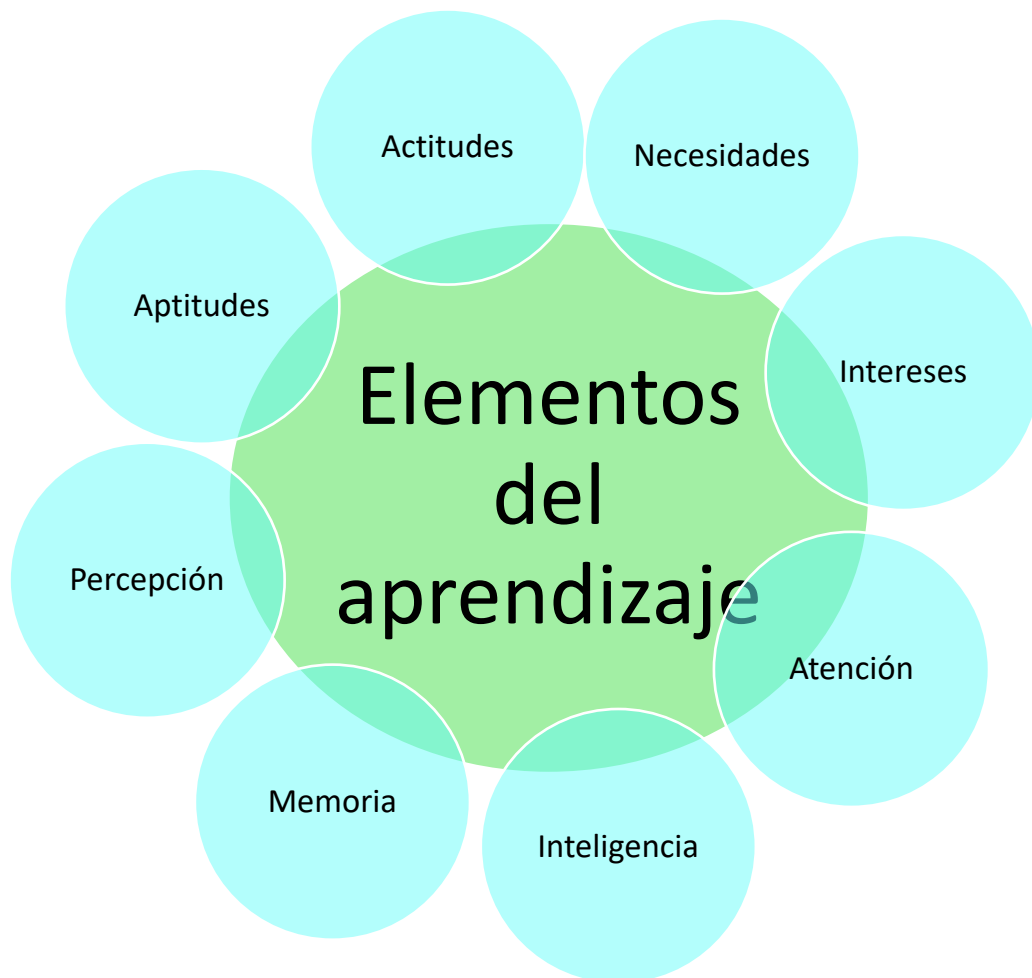 Actitudes
Necesidades
Aptitudes
Intereses
Elementos
del
aprendizaje
Percepción
Atención
Memoria
Inteligencia